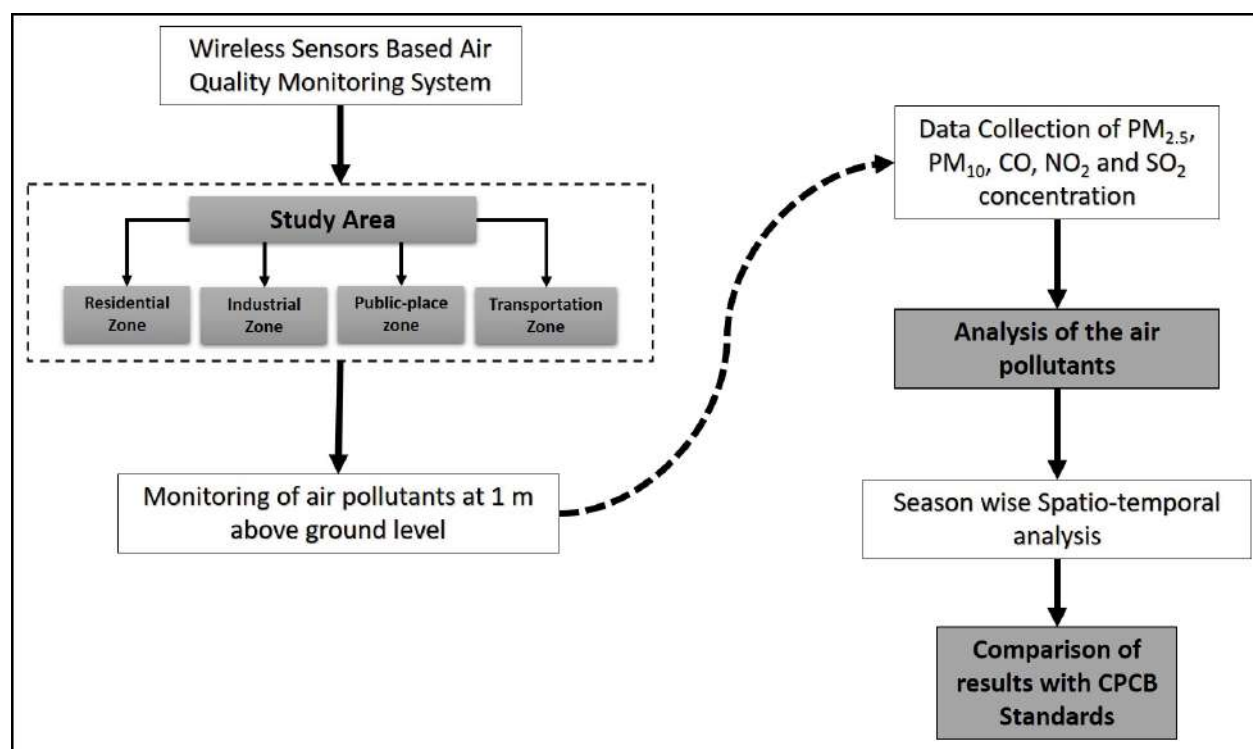 Wireless Sensors Based Air
Quality Monitoring System
Study Area
Residential
Zone
Industrial
Zone
Public-place
zone
Transportation
Zone
Monitoring of air pollutants at 1 m
above ground level
Data Collection of PM₂.₅,
PM₁₀, CO, NO₂ and SO₂
concentration
Analysis of the air
pollutants
Season wise Spatio-temporal
analysis
Comparison of
results with CPCB
Standards